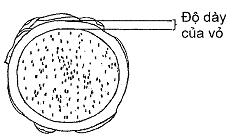 Độ dày
của vỏ